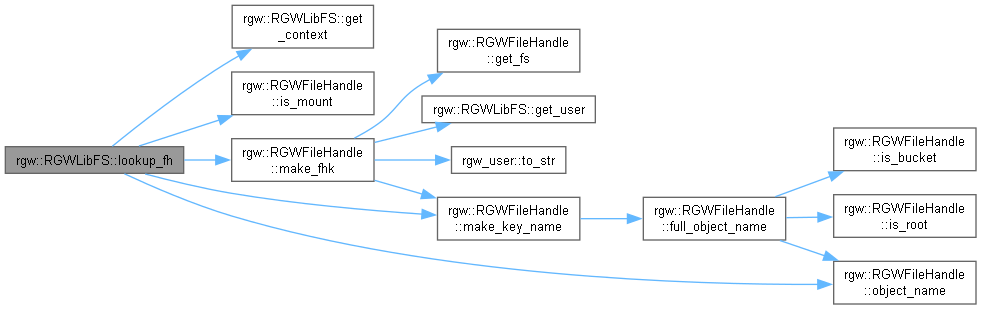 rgw::RGWLibFS::get
_context
rgw::RGWFileHandle
::get_fs
rgw::RGWFileHandle
::is_mount
rgw::RGWLibFS::get_user
rgw::RGWFileHandle
::is_bucket
rgw::RGWLibFS::lookup_fh
rgw::RGWFileHandle
::make_fhk
rgw_user::to_str
rgw::RGWFileHandle
::make_key_name
rgw::RGWFileHandle
::full_object_name
rgw::RGWFileHandle
::is_root
rgw::RGWFileHandle
::object_name